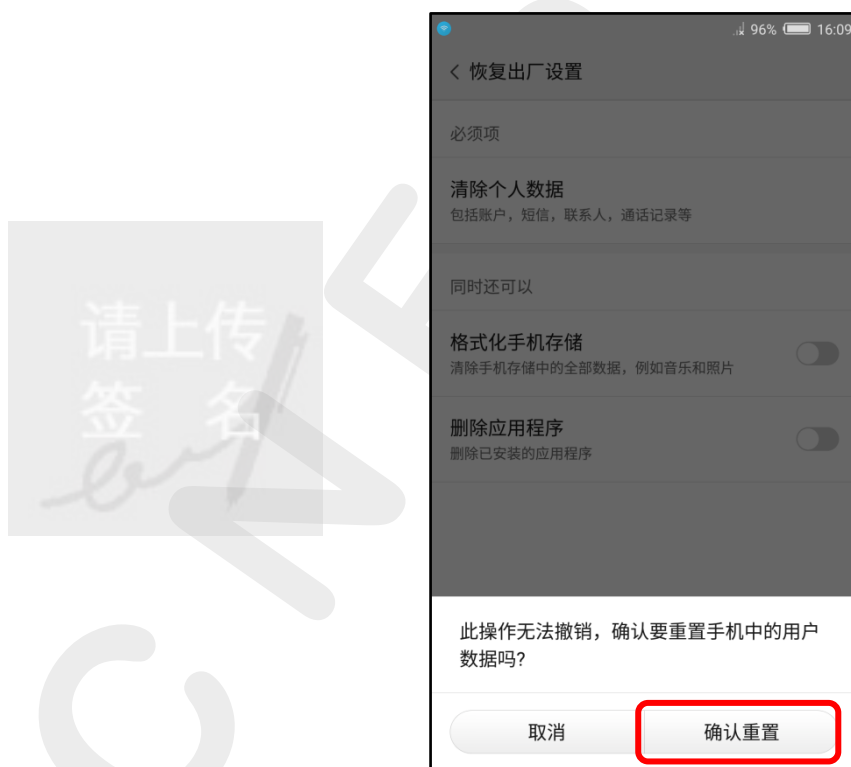 请上传
签 名
96% 16:09
恢复出厂设置
必须项
清除个人数据
包括账户，短信，联系人，通话记录等
同时还可以
格式化手机存储
清除手机存储中的全部数据，例如音乐和照片
删除应用程序
删除已安装的应用程序
此操作无法撤销，确认要重置手机中的用户
数据吗?
取消
确认重置